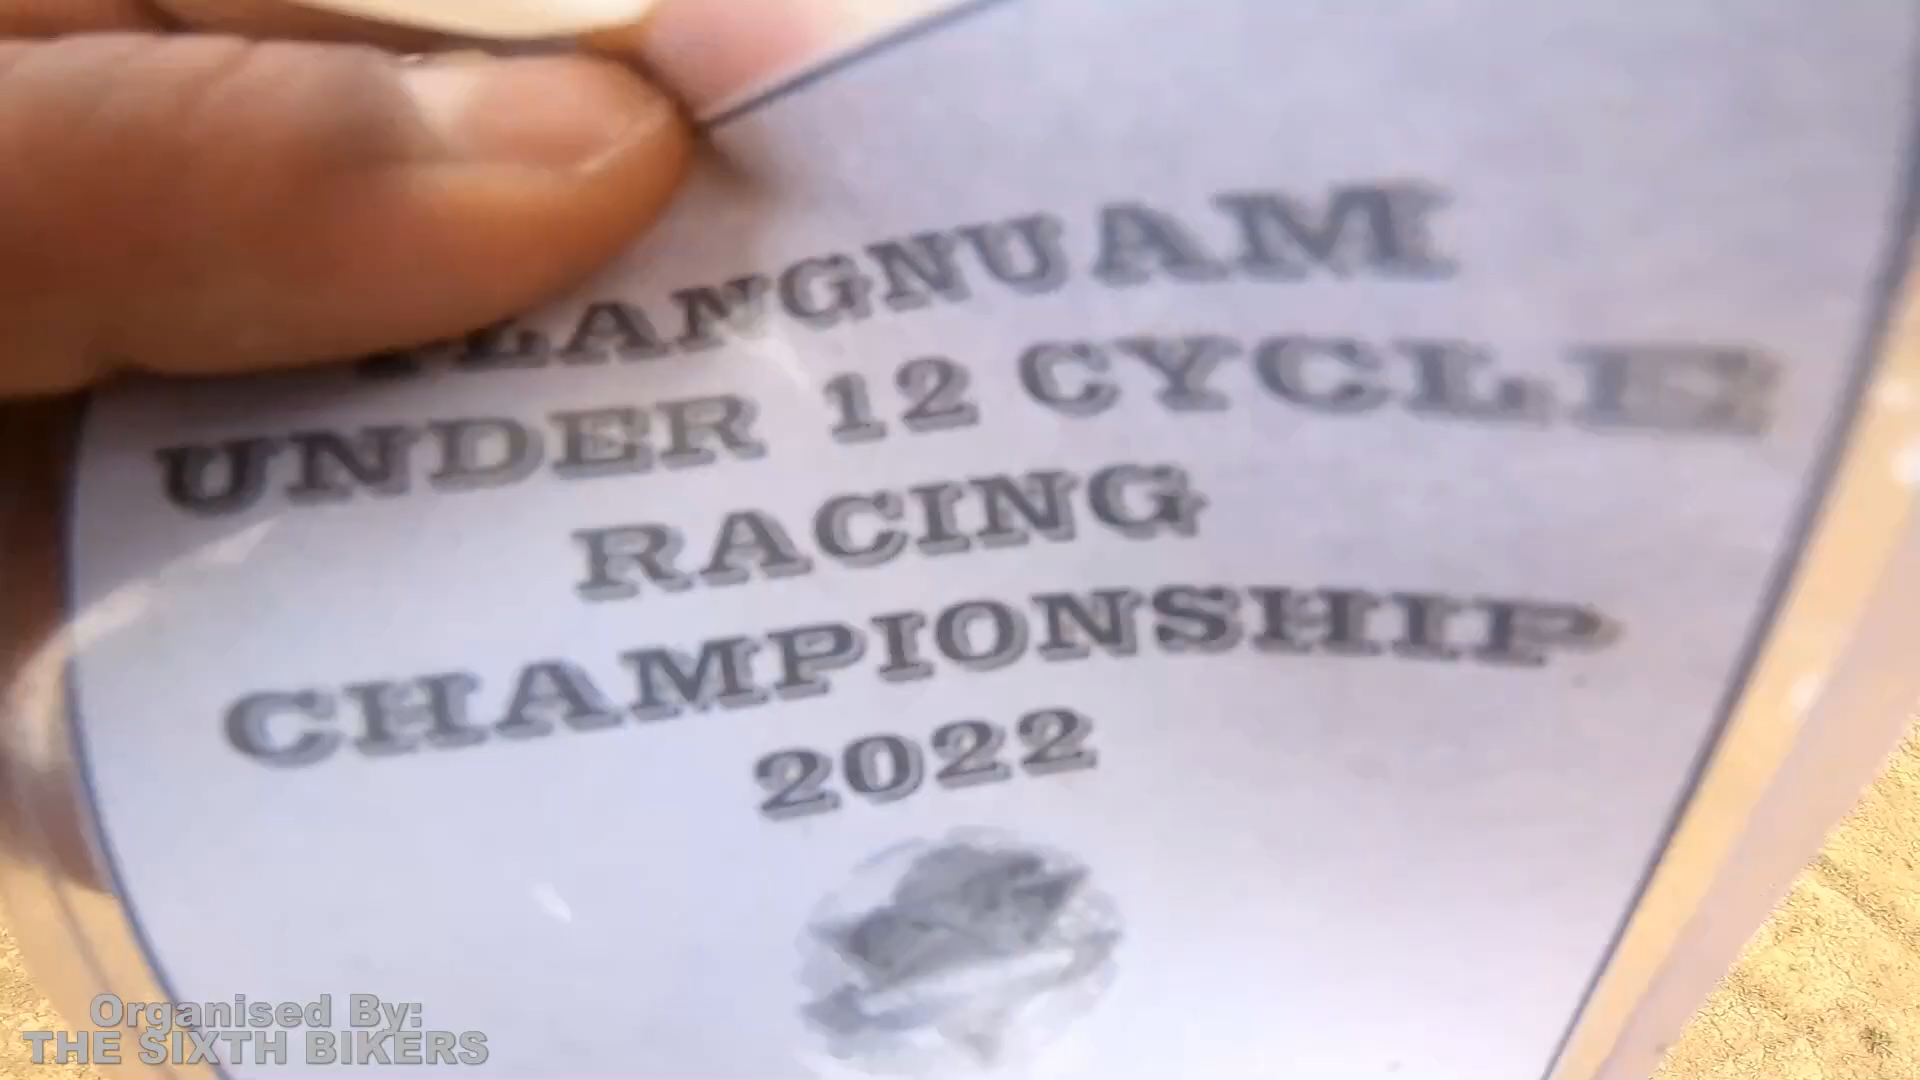 UNDER 12 CYCLE
RACING
CHAMPIONSHIP
2022
Organised By:
THE SIXTH BIKERS